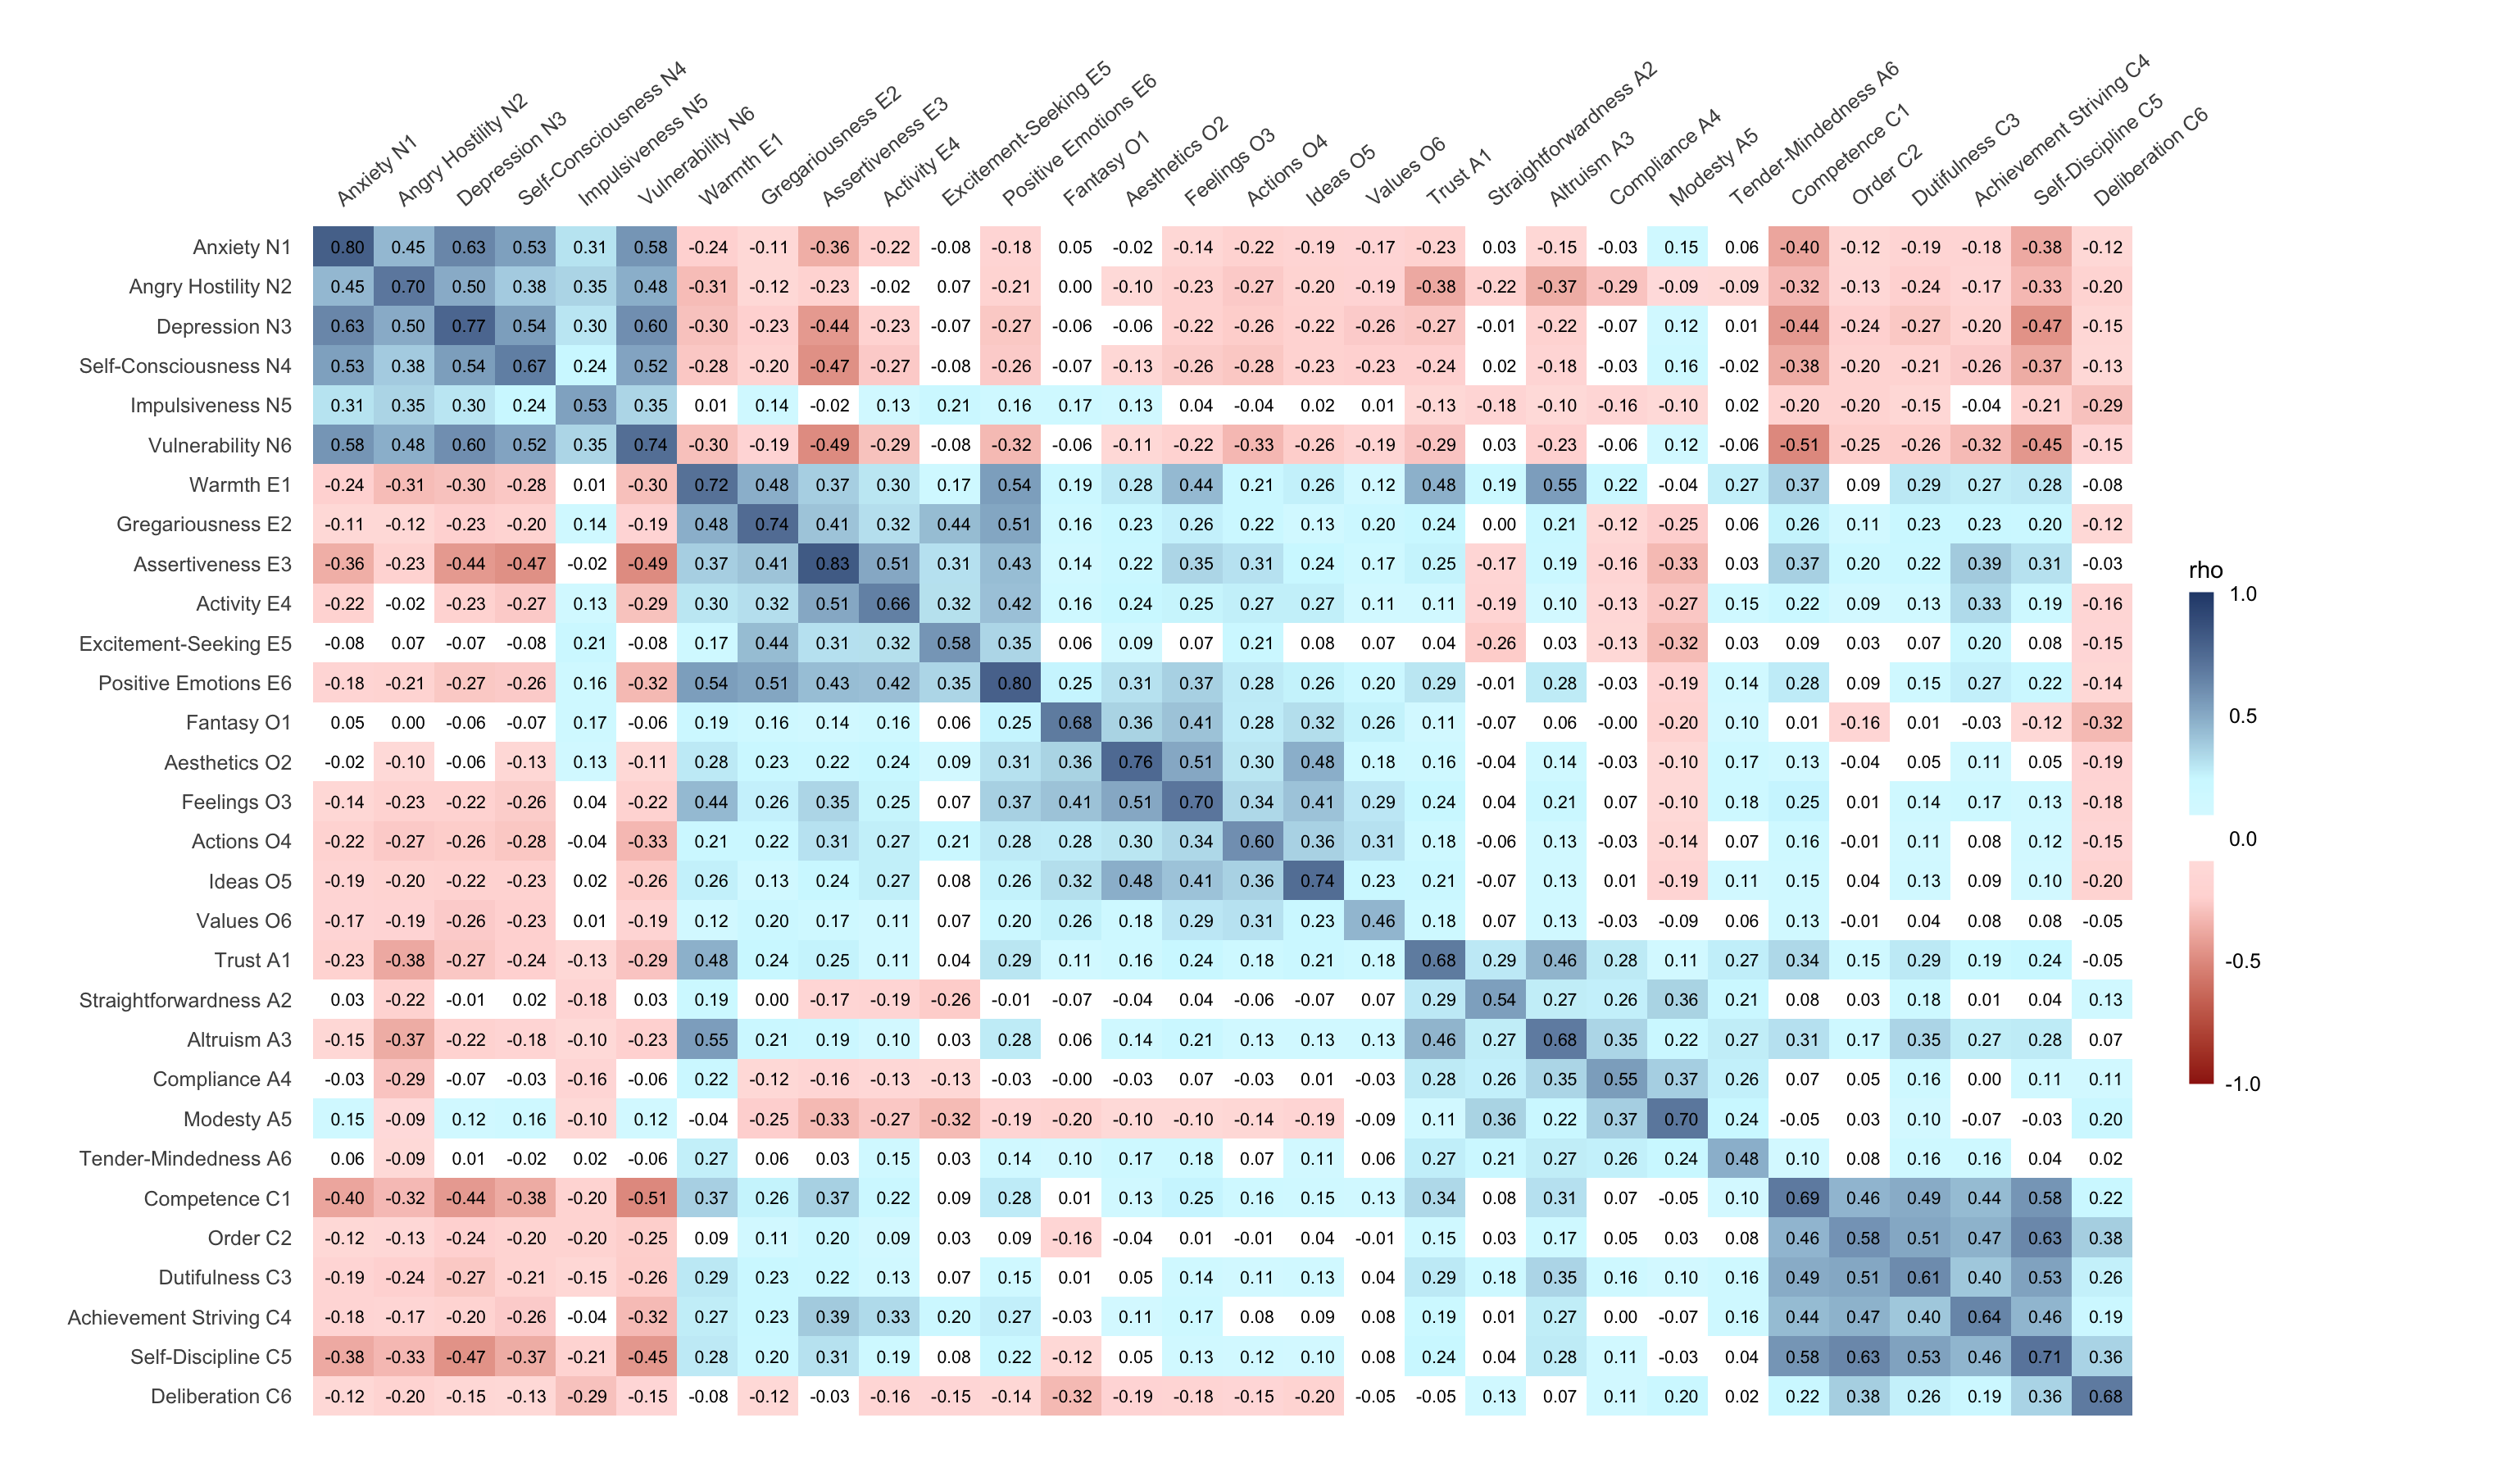 Anxiety N1 Angry Hostility N2 Depression N3 Self-Consciousness N4 Impulsiveness N5 Vulnerability N6 Warmth E1 Gregariousness E2 Assertiveness E3 Activity E4 Excitement-Seeking E5 Positive Emotions E6 Fantasy O1 Aesthetics O2 Feelings O3 Actions O4 Ideas O5 Values O6 Trust A1 Straightforwardness A2 Altruism A3 Compliance A4 Modesty A5 Tender-Mindedness A6 Competence C1 Order C2 Dutifulness C3 Achievement Striving C4 Self-Discipline C5 Deliberation C6
Anxiety N1 0.80 0.45 0.63 0.53 0.31 0.58 -0.24 -0.11 -0.36 -0.22 -0.08 -0.18 0.05 -0.02 -0.14 -0.22 -0.19 -0.17 -0.23 0.03 -0.15 -0.03 0.15 0.06 -0.40 -0.12 -0.19 -0.18 -0.38 -0.12
Angry Hostility N2 0.45 0.70 0.50 0.38 0.35 0.48 -0.31 -0.12 -0.23 -0.02 0.07 -0.21 0.00 -0.10 -0.23 -0.27 -0.20 -0.19 -0.38 -0.22 -0.37 -0.29 -0.09 -0.09 -0.32 -0.13 -0.24 -0.17 -0.33 -0.20
Depression N3 0.63 0.50 0.77 0.54 0.30 0.60 -0.30 -0.23 -0.44 -0.23 -0.07 -0.27 -0.06 -0.06 -0.22 -0.26 -0.22 -0.26 -0.27 -0.01 -0.22 -0.07 0.12 0.01 -0.44 -0.24 -0.27 -0.20 -0.47 -0.15
Self-Consciousness N4 0.53 0.38 0.54 0.67 0.24 0.52 -0.28 -0.20 -0.47 -0.27 -0.08 -0.26 -0.07 -0.13 -0.26 -0.28 -0.23 -0.23 -0.24 0.02 -0.18 -0.03 0.16 -0.02 -0.38 -0.20 -0.21 -0.26 -0.37 -0.13
Impulsiveness N5 0.31 0.35 0.30 0.24 0.53 0.35 0.01 0.14 -0.02 0.13 0.21 0.16 0.17 0.13 0.04 -0.04 0.02 0.01 -0.13 -0.18 -0.10 -0.16 -0.10 0.02 -0.20 -0.20 -0.15 -0.04 -0.21 -0.29
Vulnerability N6 0.58 0.48 0.60 0.52 0.35 0.74 -0.30 -0.19 -0.49 -0.29 -0.08 -0.32 -0.06 -0.11 -0.22 -0.33 -0.26 -0.19 -0.29 0.03 -0.23 -0.06 0.12 -0.06 -0.51 -0.25 -0.26 -0.32 -0.45 -0.15
Warmth E1 -0.24 -0.31 -0.30 -0.28 0.01 -0.30 0.72 0.48 0.37 0.30 0.17 0.54 0.19 0.28 0.44 0.21 0.26 0.12 0.48 0.19 0.55 0.22 -0.04 0.27 0.37 0.09 0.29 0.27 0.28 -0.08
Gregariousness E2 -0.11 -0.12 -0.23 -0.20 0.14 -0.19 0.48 0.74 0.41 0.32 0.44 0.51 0.16 0.23 0.26 0.22 0.13 0.20 0.24 0.00 0.21 -0.12 -0.25 0.06 0.26 0.11 0.23 0.23 0.20 -0.12
Assertiveness E3 -0.36 -0.23 -0.44 -0.47 -0.02 -0.49 0.37 0.41 0.83 0.51 0.31 0.43 0.14 0.22 0.35 0.31 0.24 0.17 0.25 -0.17 0.19 -0.16 -0.33 0.03 0.37 0.20 0.22 0.39 0.31 -0.03
Activity E4 -0.22 -0.02 -0.23 -0.27 0.13 -0.29 0.30 0.32 0.51 0.66 0.32 0.42 0.16 0.24 0.25 0.27 0.27 0.11 0.11 -0.19 0.10 -0.13 -0.27 0.15 0.22 0.09 0.13 0.33 0.19 -0.16
Excitement-Seeking E5 -0.08 0.07 -0.07 -0.08 0.21 -0.08 0.17 0.44 0.31 0.32 0.58 0.35 0.06 0.09 0.07 0.21 0.08 0.07 0.04 -0.26 0.03 -0.13 -0.32 0.03 0.09 0.03 0.07 0.20 0.08 -0.15
Positive Emotions E6 -0.18 -0.21 -0.27 -0.26 0.16 -0.32 0.54 0.51 0.43 0.42 0.35 0.80 0.25 0.31 0.37 0.28 0.26 0.20 0.29 -0.01 0.28 -0.03 -0.19 0.14 0.28 0.09 0.15 0.27 0.22 -0.14
Fantasy O1 0.05 0.00 -0.06 -0.07 0.17 -0.06 0.19 0.16 0.14 0.16 0.06 0.25 0.68 0.36 0.41 0.28 0.32 0.26 0.11 -0.07 0.06 -0.00 -0.20 0.10 0.01 -0.16 0.01 -0.03 -0.12 -0.32
Aesthetics O2 -0.02 -0.10 -0.06 -0.13 0.13 -0.11 0.28 0.23 0.22 0.24 0.09 0.31 0.36 0.76 0.51 0.30 0.48 0.18 0.16 -0.04 0.14 -0.03 -0.10 0.17 0.13 -0.04 0.05 0.11 0.05 -0.19
Feelings O3 -0.14 -0.23 -0.22 -0.26 0.04 -0.22 0.44 0.26 0.35 0.25 0.07 0.37 0.41 0.51 0.70 0.34 0.41 0.29 0.24 0.04 0.21 0.07 -0.10 0.18 0.25 0.01 0.14 0.17 0.13 -0.18
Actions O4 -0.22 -0.27 -0.26 -0.28 -0.04 -0.33 0.21 0.22 0.31 0.27 0.21 0.28 0.28 0.30 0.34 0.60 0.36 0.31 0.18 -0.06 0.13 -0.03 -0.14 0.07 0.16 -0.01 0.11 0.08 0.12 -0.15
Ideas O5 -0.19 -0.20 -0.22 -0.23 0.02 -0.26 0.26 0.13 0.24 0.27 0.08 0.26 0.32 0.48 0.41 0.36 0.74 0.23 0.21 -0.07 0.13 0.01 -0.19 0.11 0.15 0.04 0.13 0.09 0.10 -0.20
Values O6 -0.17 -0.19 -0.26 -0.23 0.01 -0.19 0.12 0.20 0.17 0.11 0.07 0.20 0.26 0.18 0.29 0.31 0.23 0.46 0.18 0.07 0.13 -0.03 -0.09 0.06 0.13 -0.01 0.04 0.08 0.08 -0.05
Trust A1 -0.23 -0.38 -0.27 -0.24 -0.13 -0.29 0.48 0.24 0.25 0.11 0.04 0.29 0.11 0.16 0.24 0.18 0.21 0.18 0.68 0.29 0.46 0.28 0.11 0.27 0.34 0.15 0.29 0.19 0.24 -0.05
Straightforwardness A2 0.03 -0.22 -0.01 0.02 -0.18 0.03 0.19 0.00 -0.17 -0.19 -0.26 -0.01 -0.07 -0.04 0.04 -0.06 -0.07 0.07 0.29 0.54 0.27 0.26 0.36 0.21 0.08 0.03 0.18 0.01 0.04 0.13
Altruism A3 -0.15 -0.37 -0.22 -0.18 -0.10 -0.23 0.55 0.21 0.19 0.10 0.03 0.28 0.06 0.14 0.21 0.13 0.13 0.13 0.46 0.27 0.68 0.35 0.22 0.27 0.31 0.17 0.35 0.27 0.28 0.07
Compliance A4 -0.03 -0.29 -0.07 -0.03 -0.16 -0.06 0.22 -0.12 -0.16 -0.13 -0.13 -0.03 -0.00 -0.03 0.07 -0.03 0.01 -0.03 0.28 0.26 0.35 0.55 0.37 0.26 0.07 0.05 0.16 0.00 0.11 0.11
Modesty A5 0.15 -0.09 0.12 0.16 -0.10 0.12 -0.04 -0.25 -0.33 -0.27 -0.32 -0.19 -0.20 -0.10 -0.10 -0.14 -0.19 -0.09 0.11 0.36 0.22 0.37 0.70 0.24 -0.05 0.03 0.10 -0.07 -0.03 0.20
Tender-Mindedness A6 0.06 -0.09 0.01 -0.02 0.02 -0.06 0.27 0.06 0.03 0.15 0.03 0.14 0.10 0.17 0.18 0.07 0.11 0.06 0.27 0.21 0.27 0.26 0.24 0.48 0.10 0.08 0.16 0.16 0.04 0.02
Competence C1 -0.40 -0.32 -0.44 -0.38 -0.20 -0.51 0.37 0.26 0.37 0.22 0.09 0.28 0.01 0.13 0.25 0.16 0.15 0.13 0.34 0.08 0.31 0.07 -0.05 0.10 0.69 0.46 0.49 0.44 0.58 0.22
Order C2 -0.12 -0.13 -0.24 -0.20 -0.20 -0.25 0.09 0.11 0.20 0.09 0.03 0.09 -0.16 -0.04 0.01 -0.01 0.04 -0.01 0.15 0.03 0.17 0.05 0.03 0.08 0.46 0.58 0.51 0.47 0.63 0.38
Dutifulness C3 -0.19 -0.24 -0.27 -0.21 -0.15 -0.26 0.29 0.23 0.22 0.13 0.07 0.15 0.01 0.05 0.14 0.11 0.13 0.04 0.29 0.18 0.35 0.16 0.10 0.16 0.49 0.51 0.61 0.40 0.53 0.26
Achievement Striving C4 -0.18 -0.17 -0.20 -0.26 -0.04 -0.32 0.27 0.23 0.39 0.33 0.20 0.27 -0.03 0.11 0.17 0.08 0.09 0.08 0.19 0.01 0.27 0.00 -0.07 0.16 0.44 0.47 0.40 0.64 0.46 0.19
Self-Discipline C5 -0.38 -0.33 -0.47 -0.37 -0.21 -0.45 0.28 0.20 0.31 0.19 0.08 0.22 -0.12 0.05 0.13 0.12 0.10 0.08 0.24 0.04 0.28 0.11 -0.03 0.04 0.58 0.63 0.53 0.46 0.71 0.36
Deliberation C6 -0.12 -0.20 -0.15 -0.13 -0.29 -0.15 -0.08 -0.12 -0.03 -0.16 -0.15 -0.14 -0.32 -0.19 -0.18 -0.15 -0.20 -0.05 -0.05 0.13 0.07 0.11 0.20 0.02 0.22 0.38 0.26 0.19 0.36 0.68
rho
1.0
0.5
0.0
-0.5
-1.0